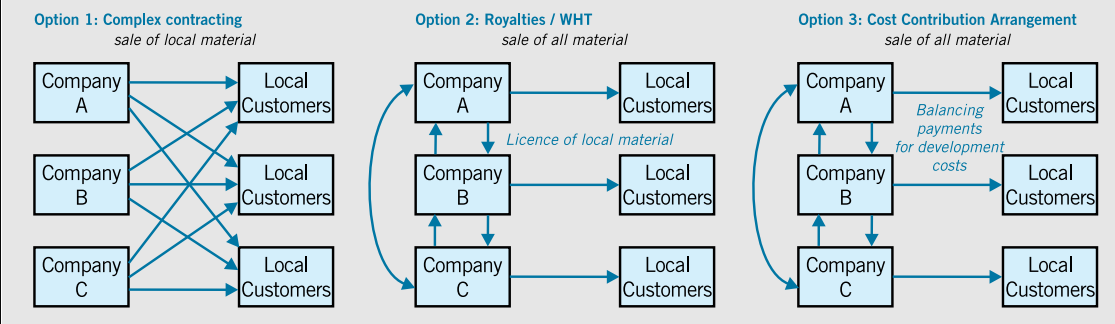 Option 1: Complex contracting
sale of local material
Company
A
Local
Customers
Company
B
Local
Customers
Company
C
Local
Customers
Option 2: Royalties / WHT
sale of all material
Company
A
Local
Customers
Licence of local material
Company
B
Local
Customers
Company
C
Local
Customers
Option 3: Cost Contribution Arrangement
sale of all material
Company
A
Local
Customers
Balancing
payments
for development
costs
Company
B
Local
Customers
Company
C
Local
Customers